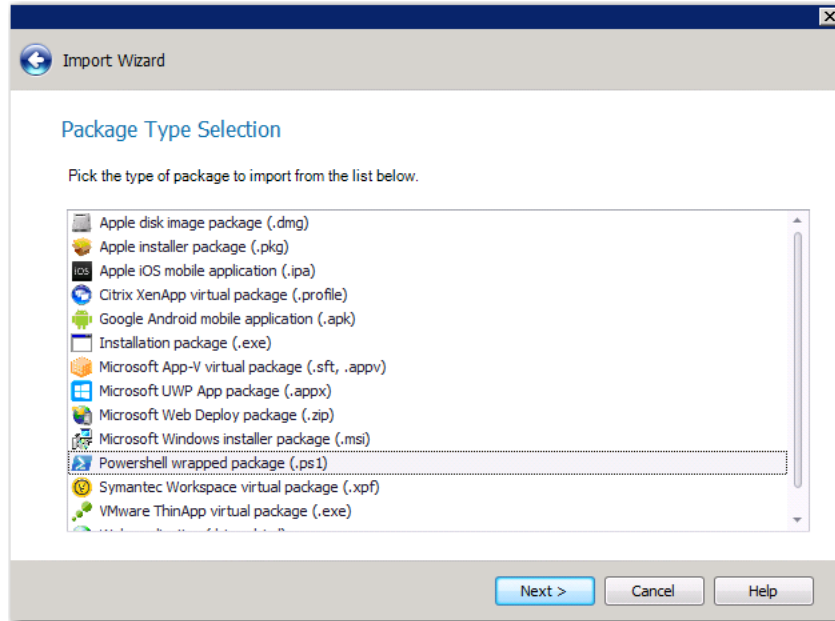 Import Wizard
Package Type Selection
Pick the type of package to import from the list below.
Apple disk image package (.dmg)
Apple installer package (.pkg)
iOS Apple iOS mobile application (.ipa)
Citrix XenApp virtual package (.profile)
Google Android mobile application (.apk)
Installation package (.exe)
Microsoft App-V virtual package (.sft, .appv)
Microsoft UWP App package (.appx)
Microsoft Web Deploy package (.zip)
Microsoft Windows installer package (.msi)
Powershell wrapped package (.ps1)
Symantec Workspace virtual package (.xpf)
VMware ThinApp virtual package (.exe)
Next > Cancel Help